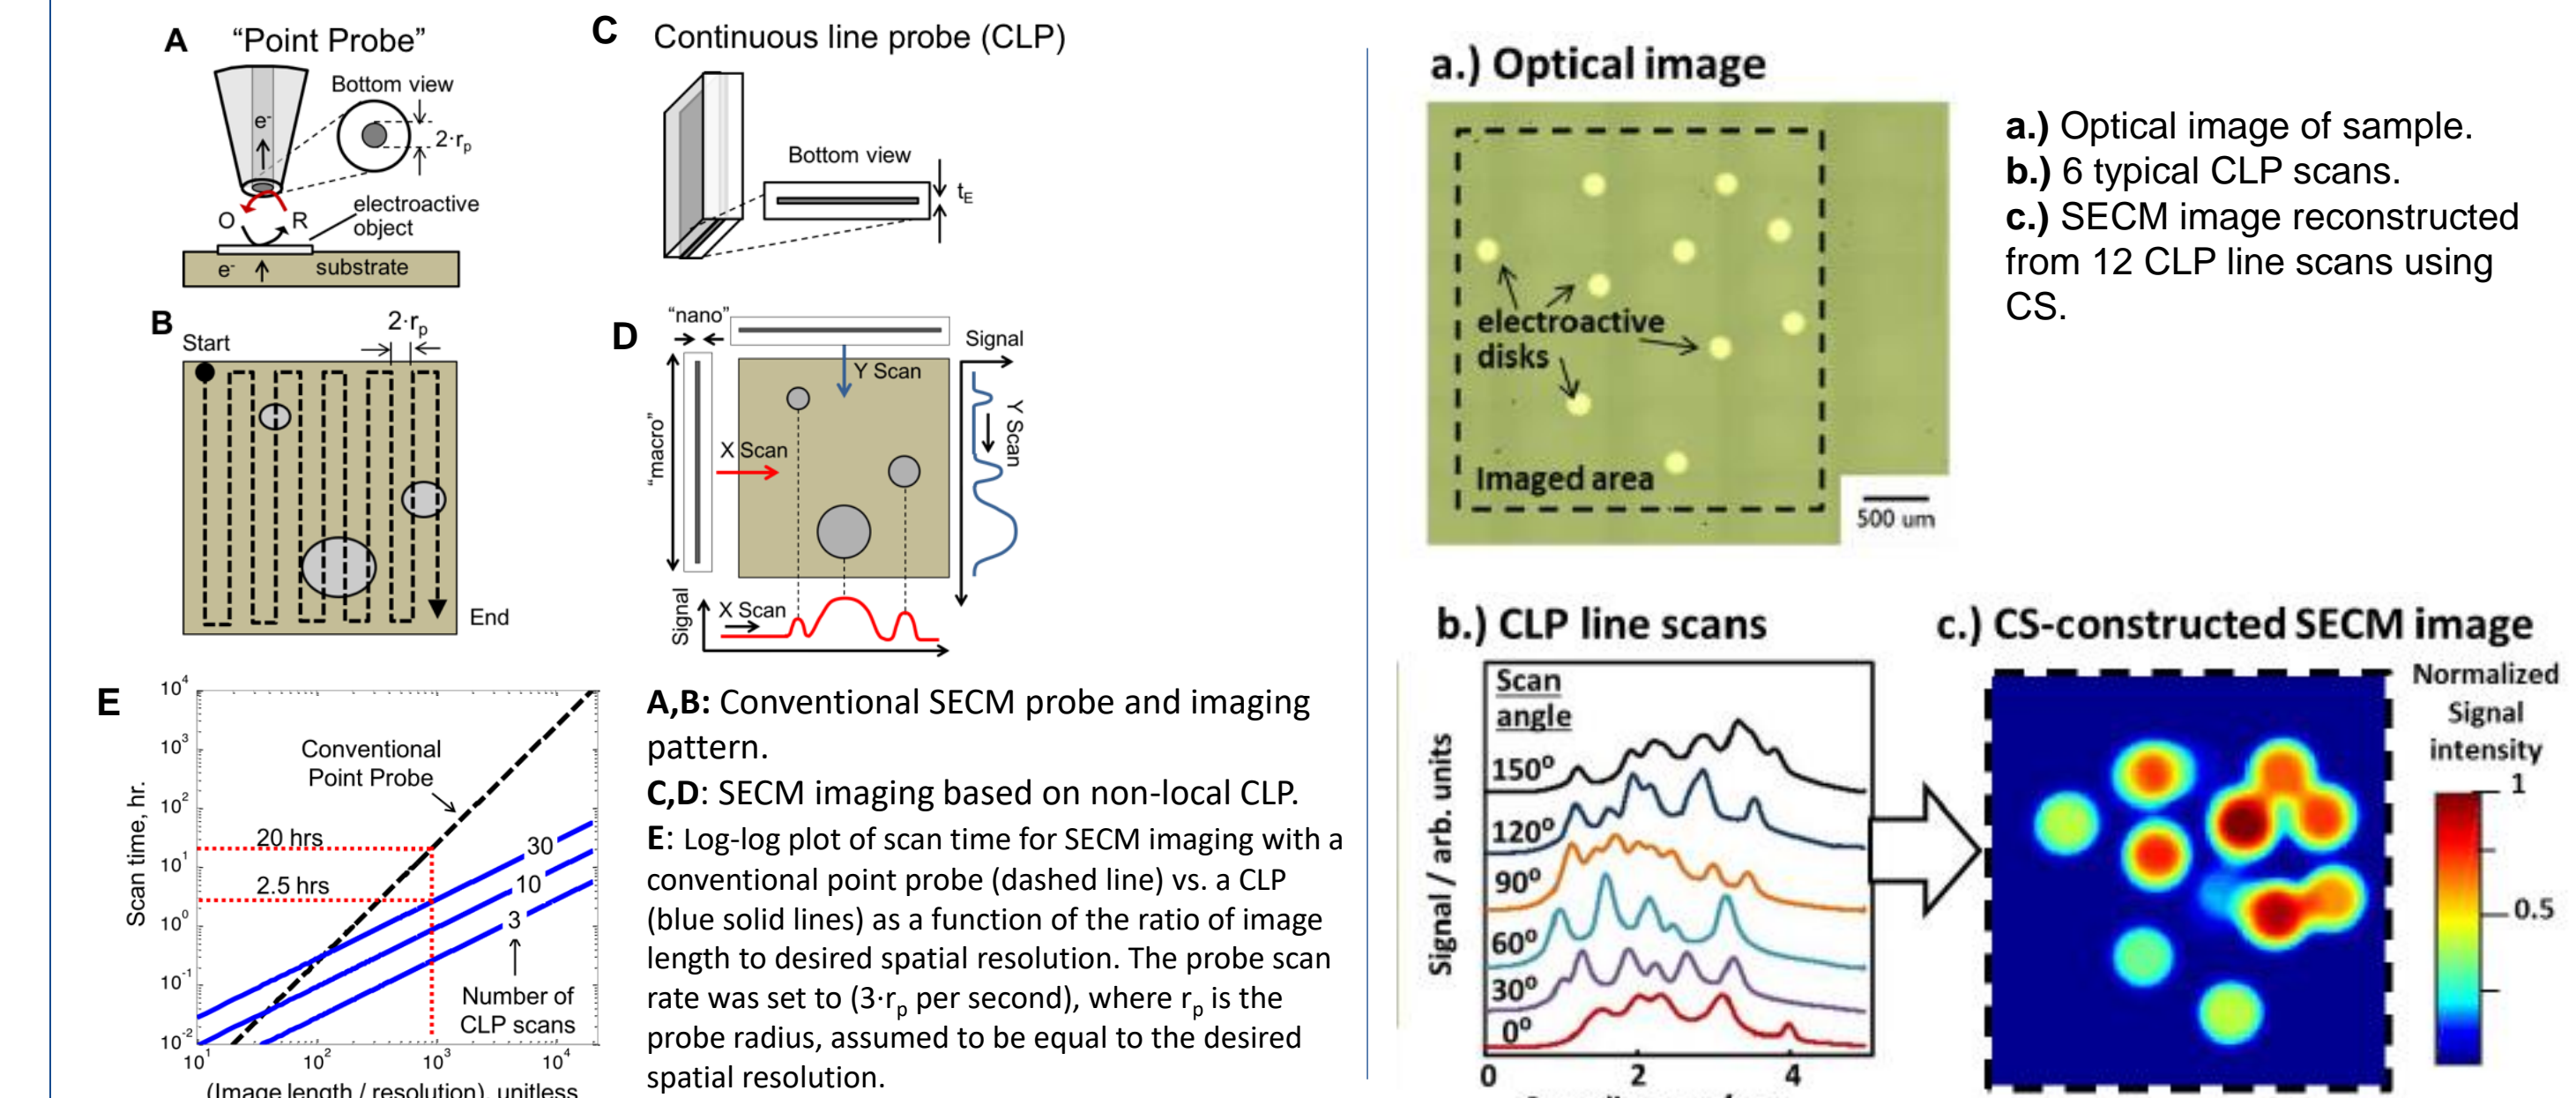 A "Point Probe"
Bottom view
e-
2·rp
O
R
electroactive
object
e-
substrate
B
Start
2·rp
End
C Continuous line probe (CLP)
Bottom view
tE
D
"nano"
"macro"
Y Scan
X Scan
Signal
Y Scan
Signal
X Scan
E
Scan time, hr.
10^4
10^3
10^2
10^1
10^0
10^-1
10^-2
Conventional
Point Probe
20 hrs
2.5 hrs
30
10
3
Number of
CLP scans
10^1
10^2
10^3
10^4
(Image length / resolution), unitless
A,B: Conventional SECM probe and imaging
pattern.
C,D: SECM imaging based on non-local CLP.
E: Log-log plot of scan time for SECM imaging with a
conventional point probe (dashed line) vs. a CLP
(blue solid lines) as a function of the ratio of image
length to desired spatial resolution. The probe scan
rate was set to (3·rp per second), where rp is the
probe radius, assumed to be equal to the desired
spatial resolution.
a.) Optical image
electroactive
disks
Imaged area
500 um
a.) Optical image of sample.
b.) 6 typical CLP scans.
c.) SECM image reconstructed
from 12 CLP line scans using
CS.
b.) CLP line scans
Signal / arb. units
Scan
angle
150º
120º
90º
60º
30º
0º
0
2
4
c.) CS-constructed SECM image
Normalized
Signal
intensity
1
0.5